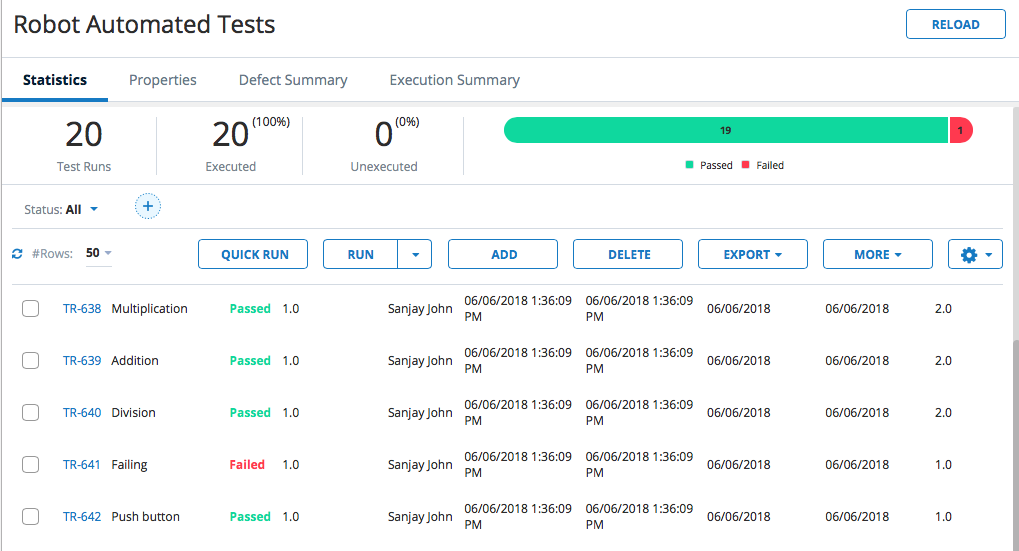 Robot Automated Tests
RELOAD
Statistics Properties Defect Summary Execution Summary
20 20 (100%) 0 (0%)
Test Runs Executed Unexecuted
19 1
Passed Failed
Status: All +
#Rows: 50 QUICK RUN RUN ADD DELETE EXPORT MORE
TR-638 Multiplication Passed 1.0 Sanjay John 06/06/2018 1:36:09 PM 06/06/2018 1:36:09 PM 06/06/2018 06/06/2018 2.0
TR-639 Addition Passed 1.0 Sanjay John 06/06/2018 1:36:09 PM 06/06/2018 1:36:09 PM 06/06/2018 06/06/2018 2.0
TR-640 Division Passed 1.0 Sanjay John 06/06/2018 1:36:09 PM 06/06/2018 1:36:09 PM 06/06/2018 06/06/2018 2.0
TR-641 Failing Failed 1.0 Sanjay John 06/06/2018 1:36:09 PM 06/06/2018 1:36:09 PM 06/06/2018 06/06/2018 1.0
TR-642 Push button Passed 1.0 Sanjay John 06/06/2018 1:36:09 PM 06/06/2018 1:36:09 PM 06/06/2018 06/06/2018 1.0